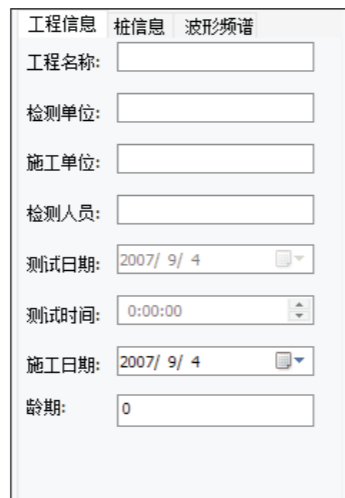 工程信息 桩信息 波形频谱
工程名称:
检测单位:
施工单位:
检测人员:
测试日期: 2007/ 9/ 4
测试时间: 0:00:00
施工日期: 2007/ 9/ 4
龄期: 0